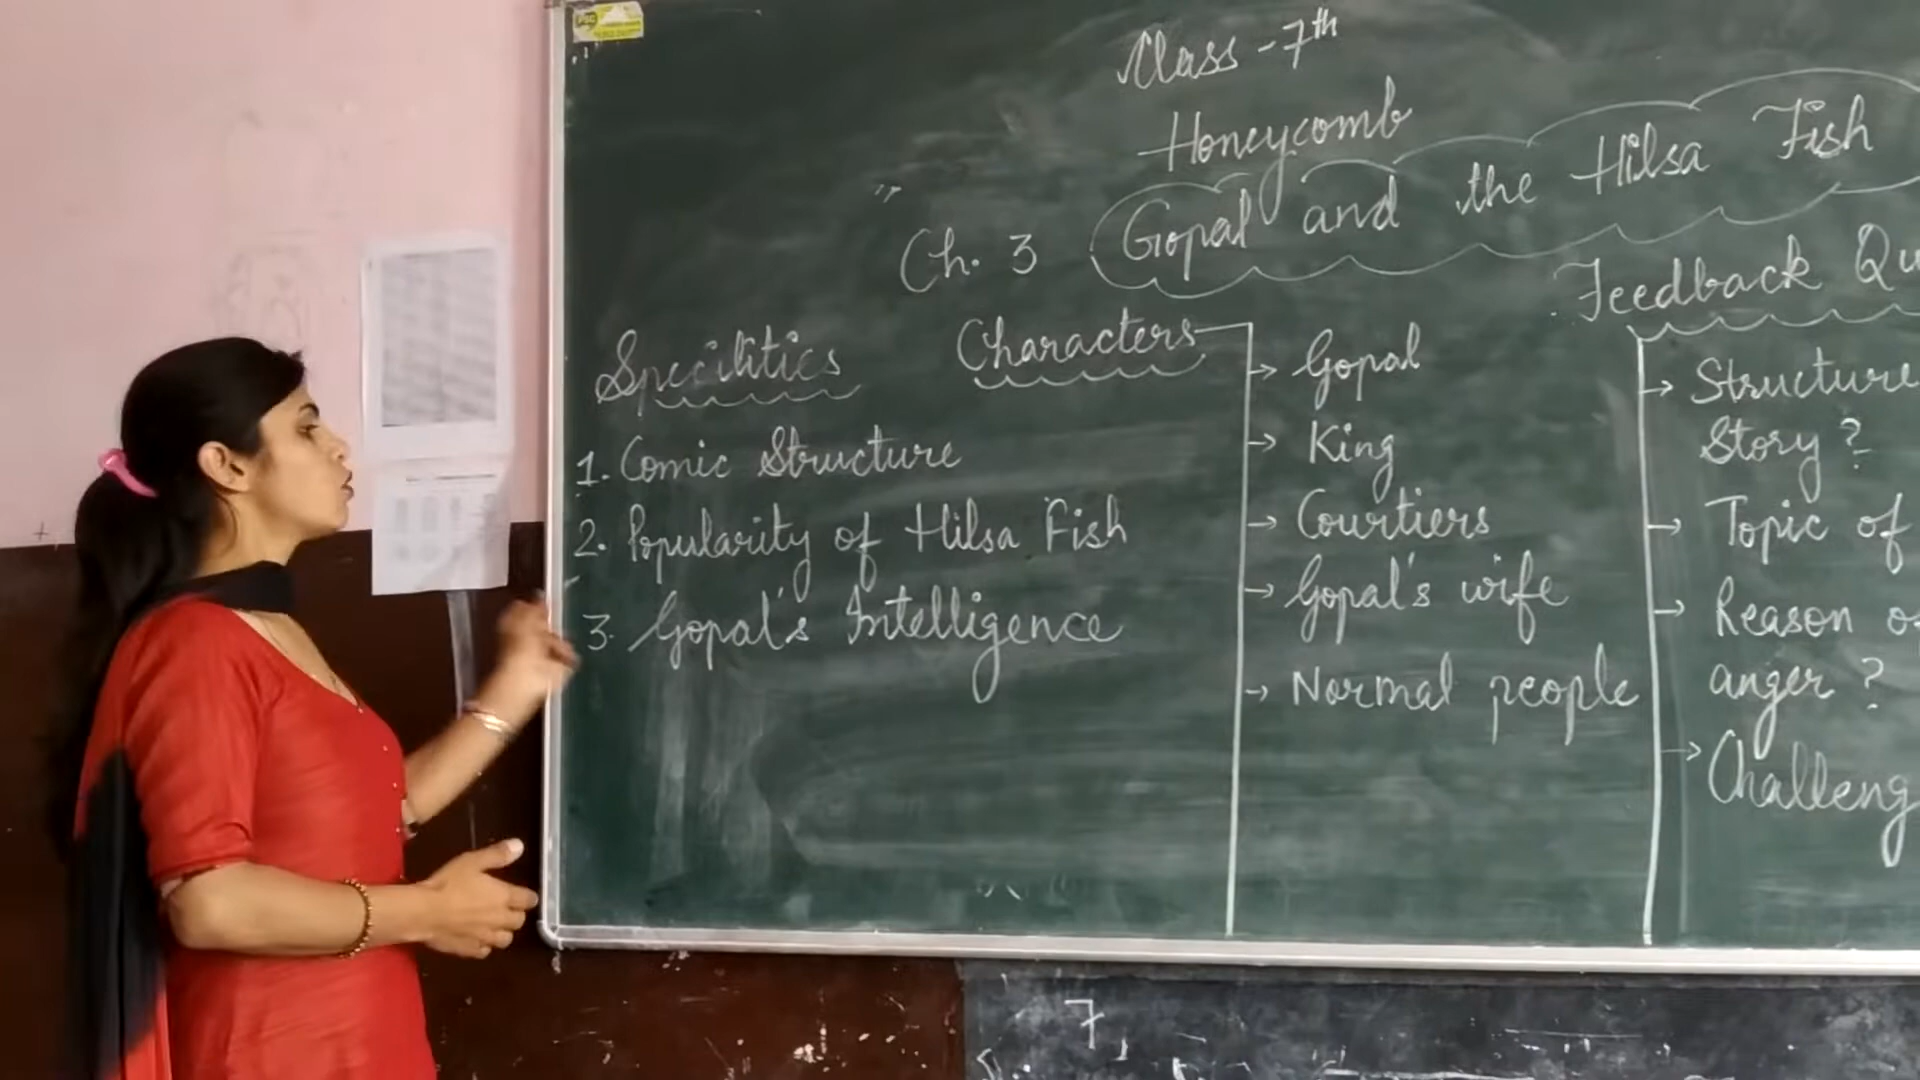 Class - 7th
Honeycomb
Ch. 3 Gopal and the Hilsa Fish
Specilities
1. Comic Structure
2. Popularity of Hilsa Fish
3. Gopal's Intelligence
Characters
→ Gopal
→ King
→ Courtiers
→ Gopal's wife
→ Normal people
Feedback Qu
→ Structure
Story ?
→ Topic of
→ Reason o
anger ?
→ Challeng
7